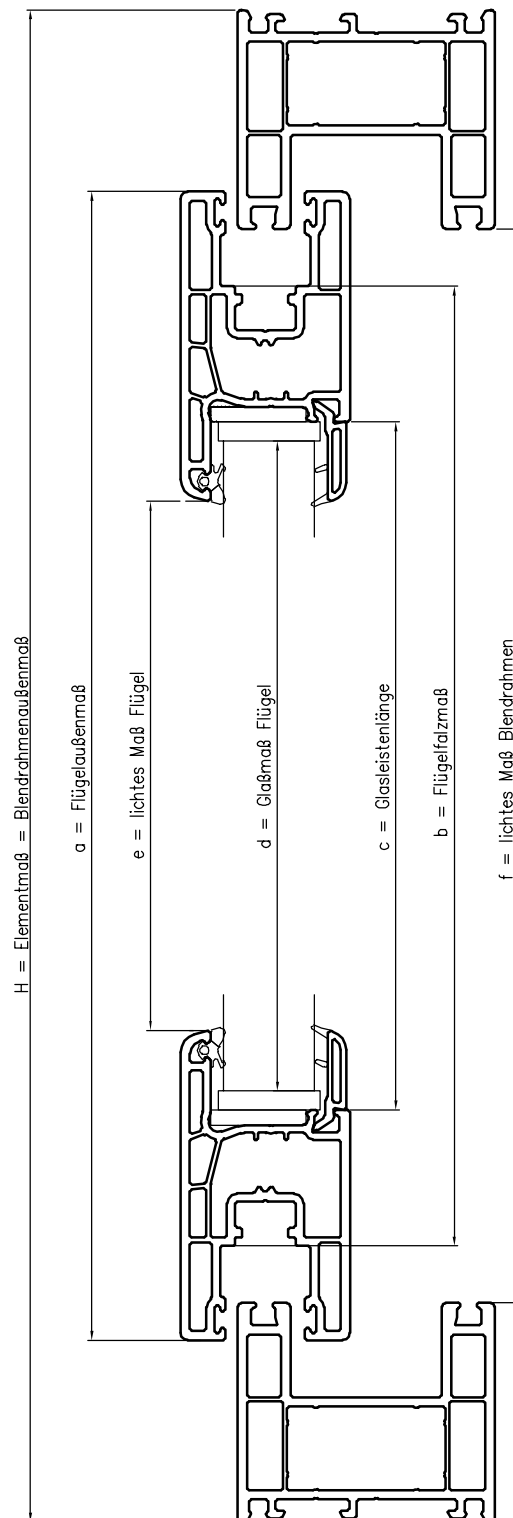 H = Elementmaß = Blendrahmenaußenmaß
a = Flügelaußenmaß
e = lichtes Maß Flügel
d = Glaßmaß Flügel
c = Glasleistenlänge
b = Flügelfalzmaß
f = lichtes Maß Blendrahmen